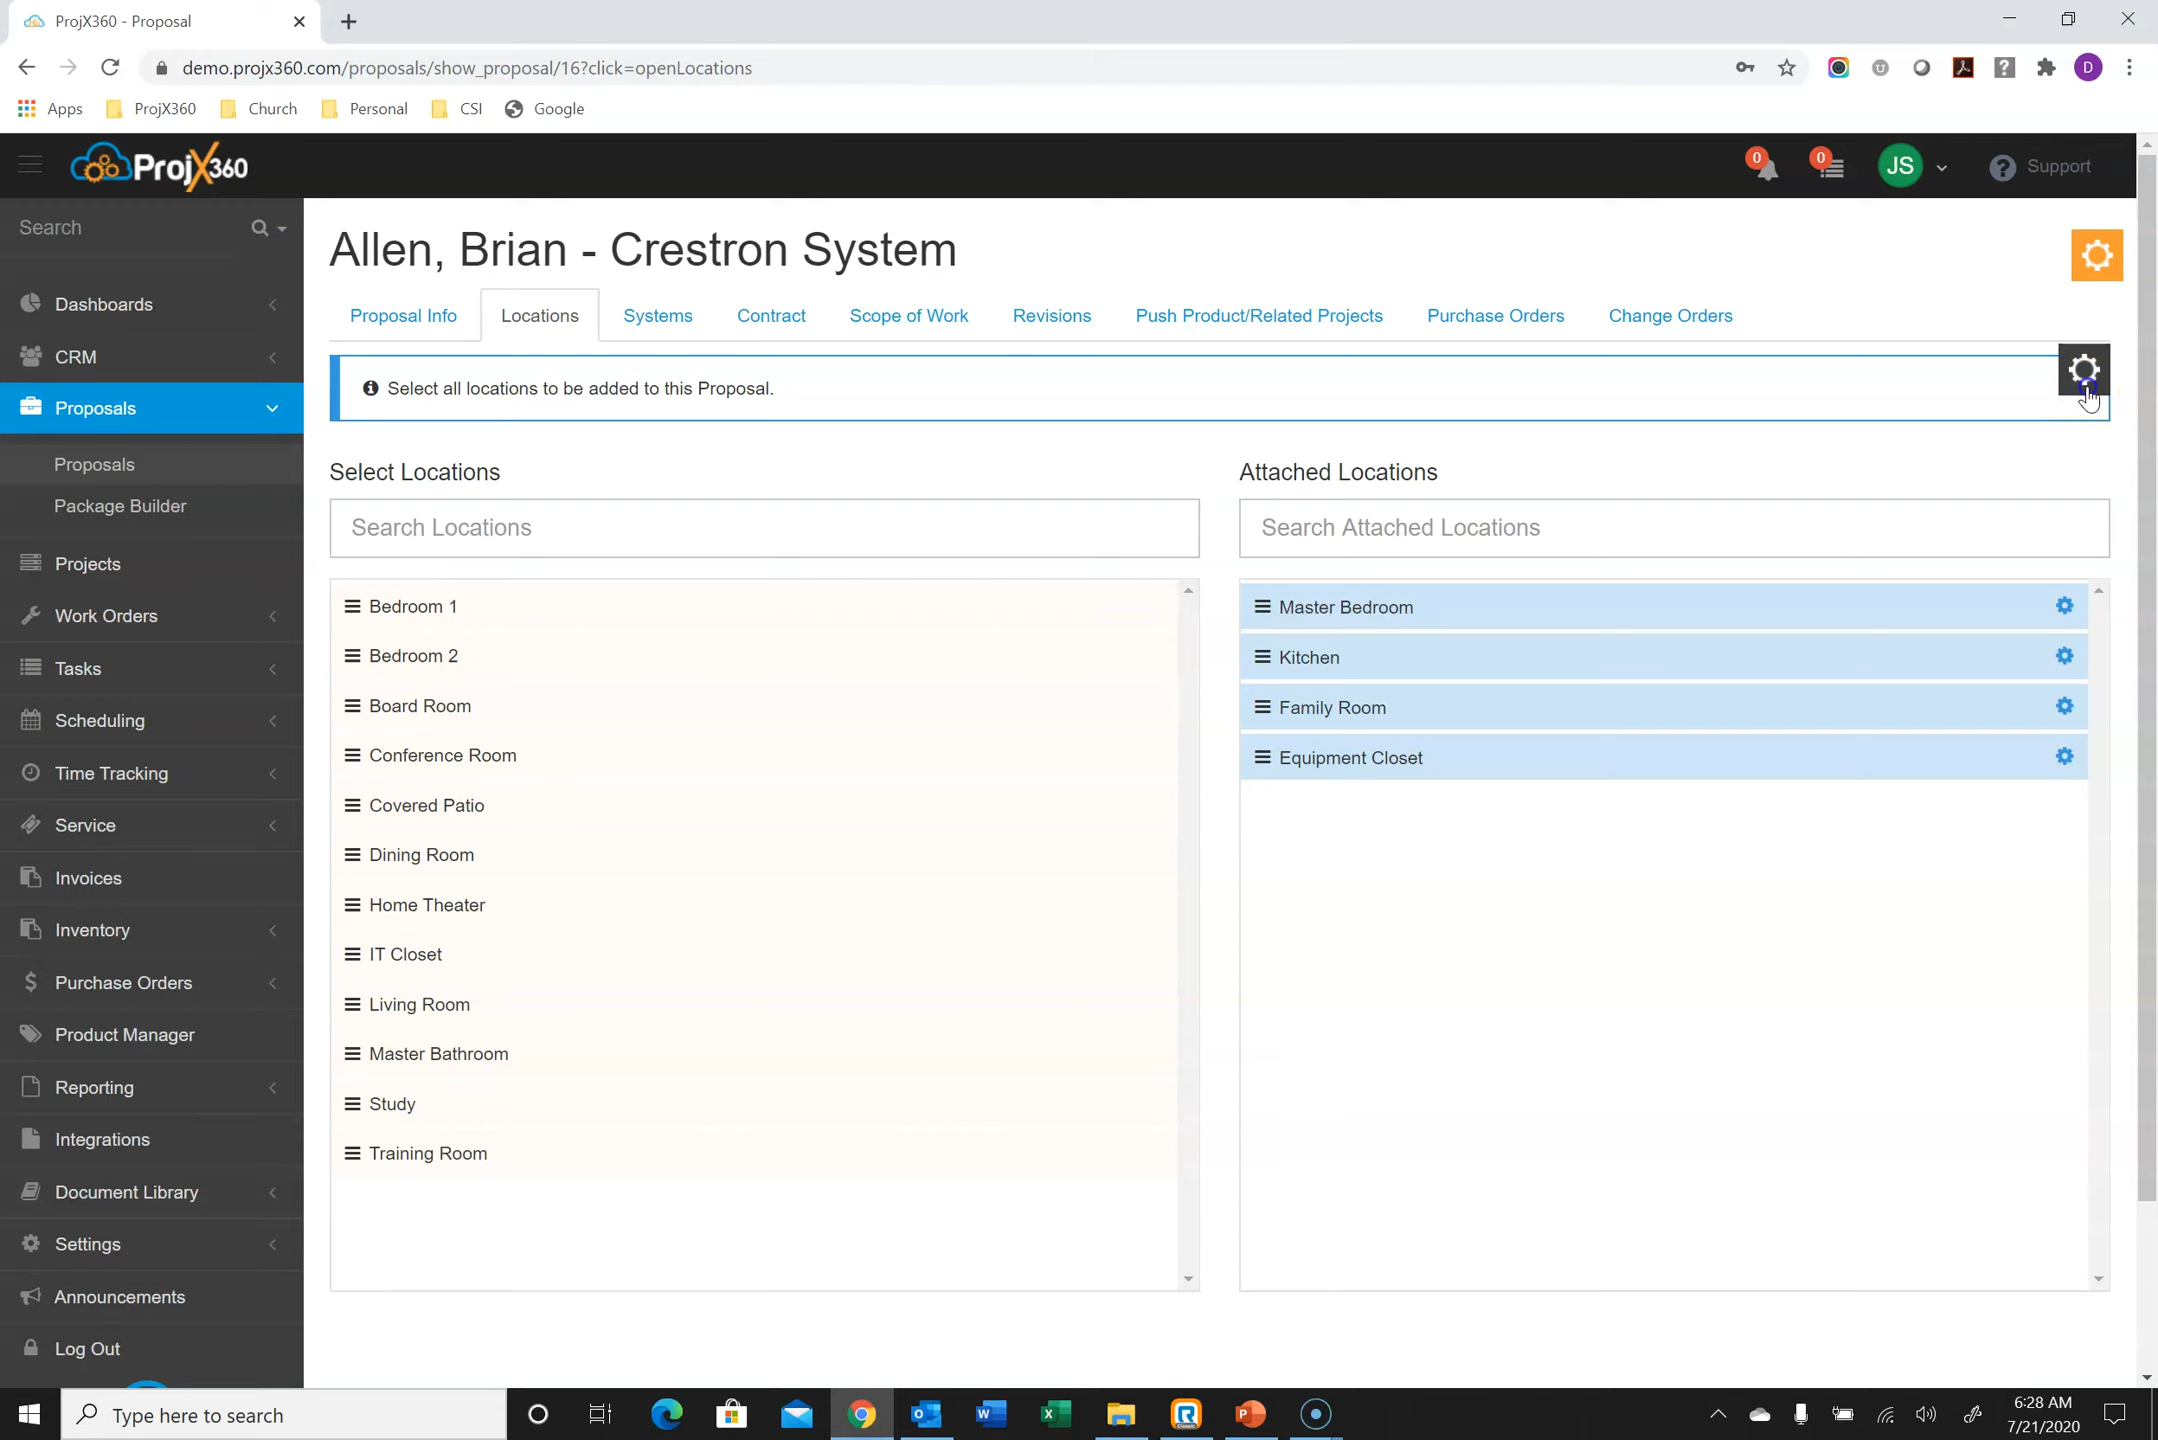 ProjX360 - Proposal
demo.projx360.com/proposals/show_proposal/16?click=openLocations
D
Apps ProjX360 Church Personal CSI Google
ProjX360
0 0 JS Support
Search
Dashboards
CRM
Proposals
Proposals
Package Builder
Projects
Work Orders
Tasks
Scheduling
Time Tracking
Service
Invoices
Inventory
Purchase Orders
Product Manager
Reporting
Integrations
Document Library
Settings
Announcements
Log Out
Allen, Brian - Crestron System
Proposal Info Locations Systems Contract Scope of Work Revisions Push Product/Related Projects Purchase Orders Change Orders
Select all locations to be added to this Proposal.
Select Locations
Search Locations
Bedroom 1
Bedroom 2
Board Room
Conference Room
Covered Patio
Dining Room
Home Theater
IT Closet
Living Room
Master Bathroom
Study
Training Room
Attached Locations
Search Attached Locations
Master Bedroom
Kitchen
Family Room
Equipment Closet
Type here to search
6:28 AM
7/21/2020